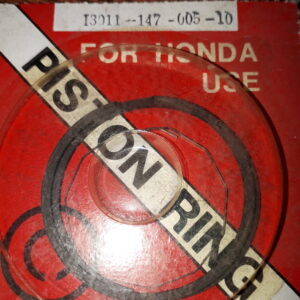 13011-147-005-10
FOR HONDA
USE
PISTON RING